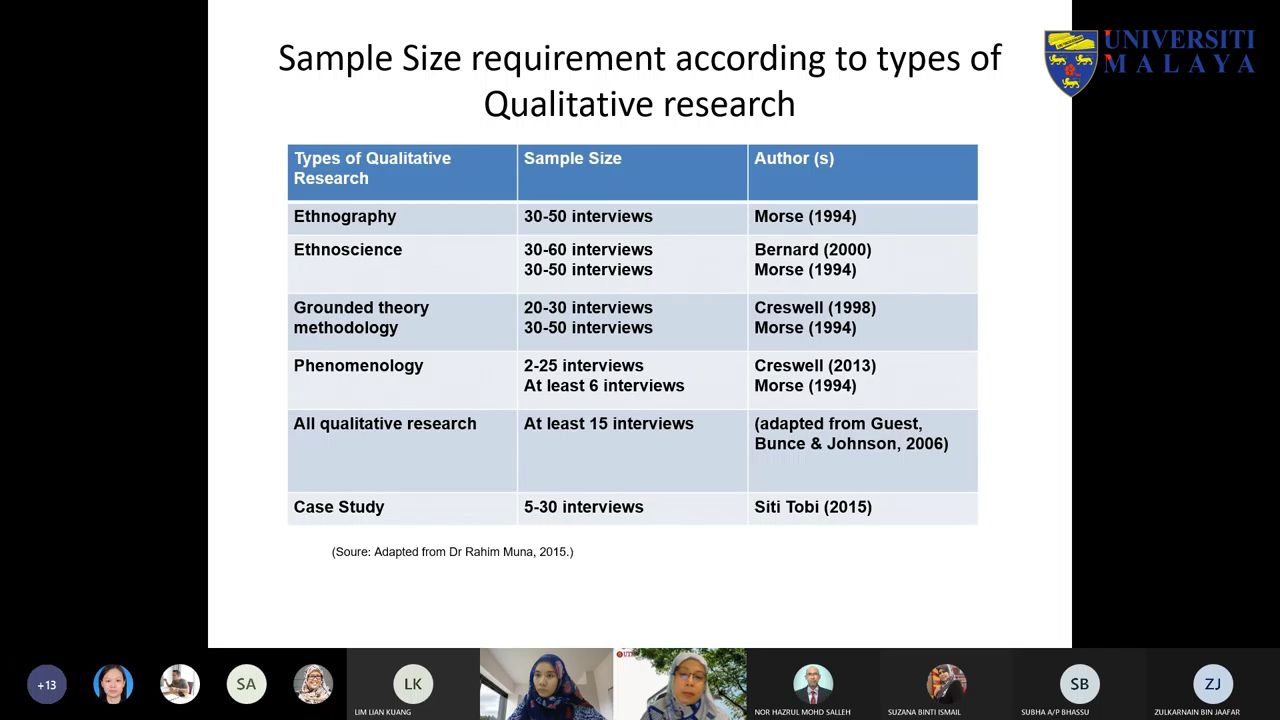 Sample Size requirement according to types of
Qualitative research
UNIVERSITI
MALAYA
Types of Qualitative
Research
Sample Size
Author (s)
Ethnography
30-50 interviews
Morse (1994)
Ethnoscience
30-60 interviews
30-50 interviews
Bernard (2000)
Morse (1994)
Grounded theory
methodology
20-30 interviews
30-50 interviews
Creswell (1998)
Morse (1994)
Phenomenology
2-25 interviews
At least 6 interviews
Creswell (2013)
Morse (1994)
All qualitative research
At least 15 interviews
(adapted from Guest,
Bunce & Johnson, 2006)
Case Study
5-30 interviews
Siti Tobi (2015)
(Soure: Adapted from Dr Rahim Muna, 2015.)
+13
SA
LK
LIM LIAN KUANG
NOR HAZRUL MOHD SALLEH
SUZANA BINTI ISMAIL
SB
SUBHA A/P BHASSU
ZJ
ZULKARNAIN BIN JAAFAR